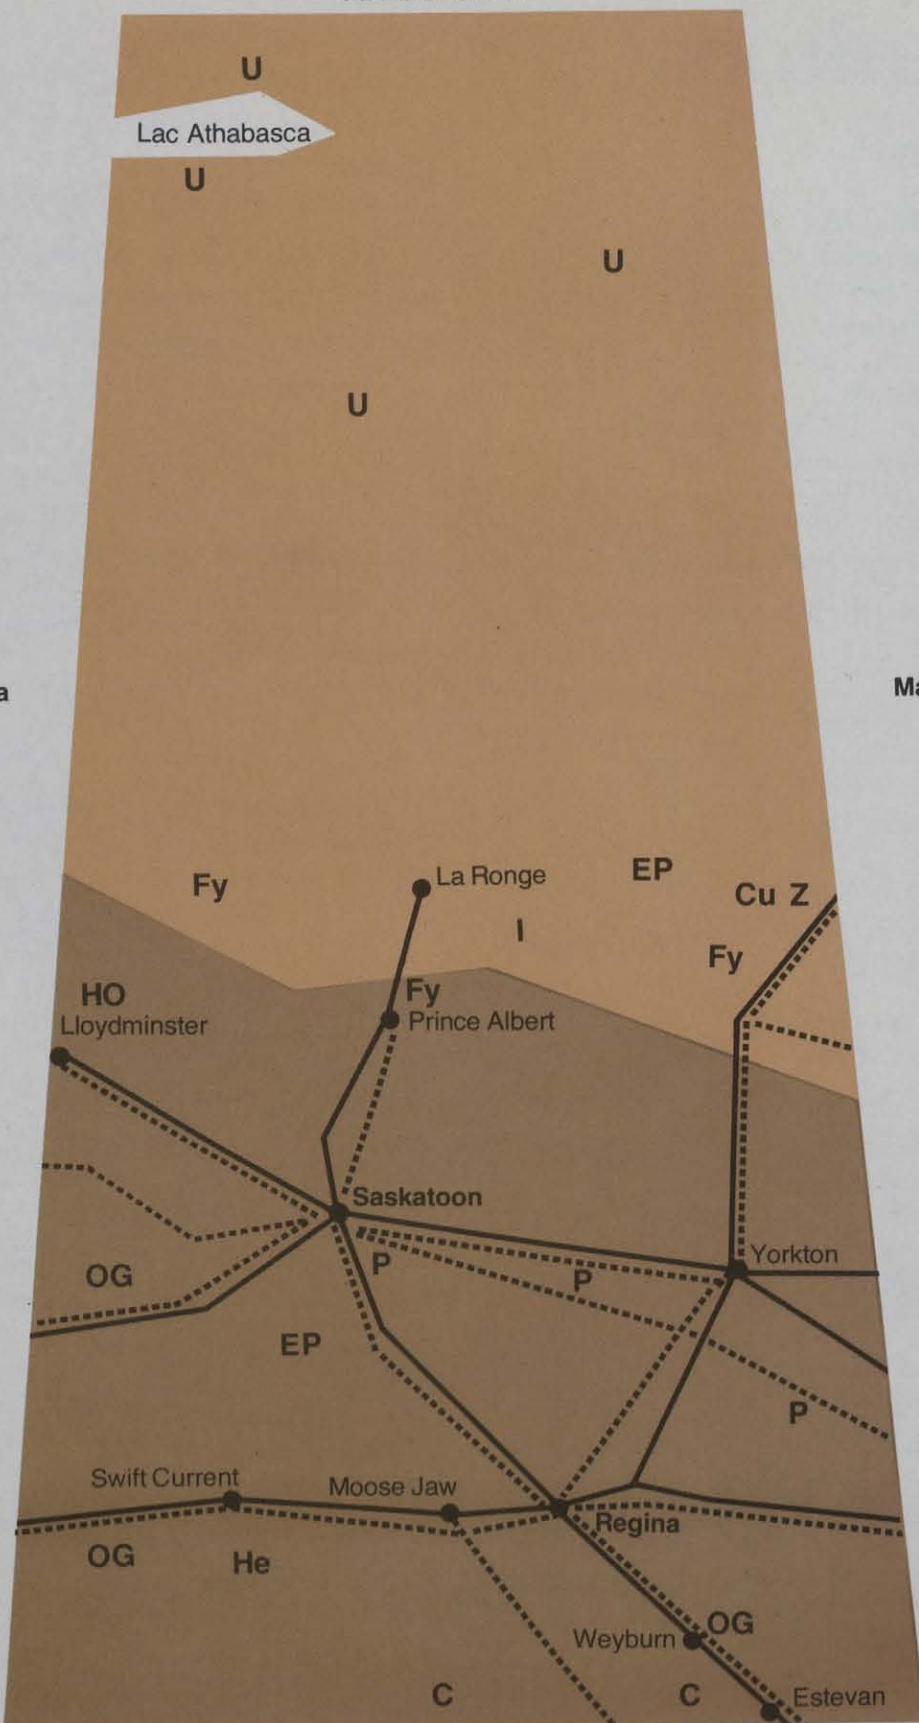 U
Lac Athabasca
U
U
U
Fy
La Ronge
EP
Cu Z
I
Fy
HO
Fy
Lloydminster
Prince Albert
Saskatoon
P
Yorkton
OG
P
EP
P
Swift Current
Moose Jaw
Regina
OG
He
OG
Weyburn
C
C
Estevan